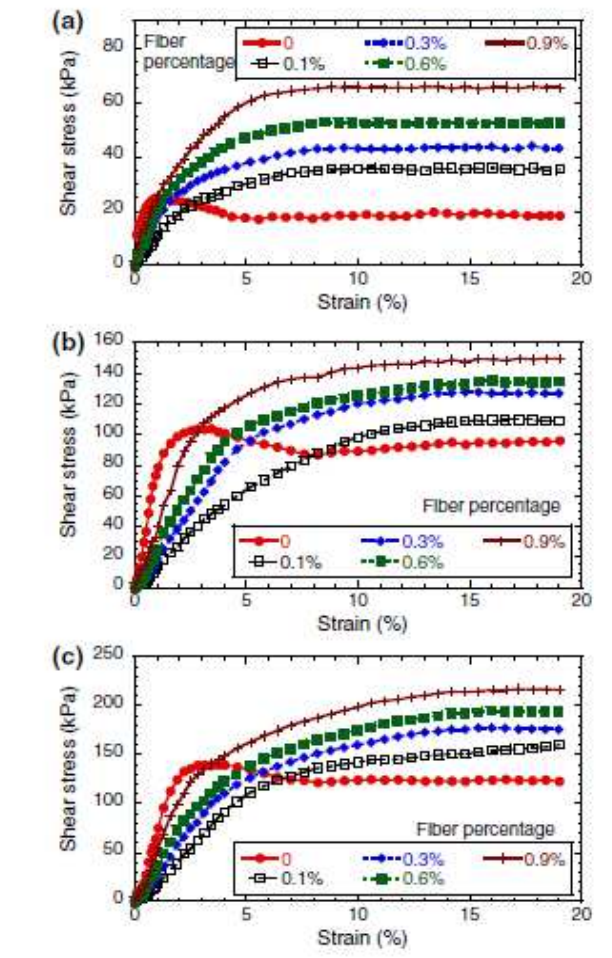 (a)
Fiber percentage
0 0.3% 0.9%
0.1% 0.6%
80
60
40
20
0
Shear stress (kPa)
0 5 10 15 20
Strain (%)
(b)
160
140
120
100
80
60
40
20
0
Shear stress (kPa)
Fiber percentage
0 0.3% 0.9%
0.1% 0.6%
0 5 10 15 20
Strain (%)
(c)
250
200
150
100
50
0
Shear stress (kPa)
Fiber percentage
0 0.3% 0.9%
0.1% 0.6%
0 5 10 15 20
Strain (%)